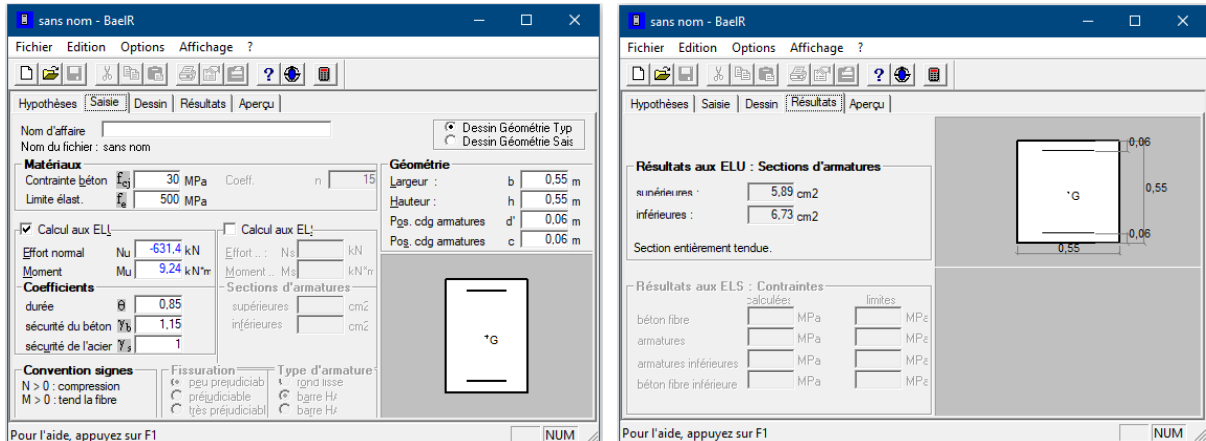 sans nom - BaelR
Fichier Edition Options Affichage ?
Hypothèses Saisie Dessin Résultats Aperçu
Nom d'affaire
Nom du fichier : sans nom
Dessin Géométrie Typ
Dessin Géométrie Sais
Matériaux
Contrainte béton fcj 30 MPa Coeff. n 15
Limite élast. fe 500 MPa
Géométrie
Largeur : b 0,55 m
Hauteur : h 0,55 m
Pos. cdg armatures d' 0,06 m
Pos. cdg armatures c 0,06 m
Calcul aux ELU
Effort normal Nu -631,4 kN
Moment Mu 9,24 kN*m
Calcul aux ELS
Effort .. : Ns kN
Moment .. Ms kN*m
Coefficients
durée θ 0,85
sécurité du béton γb 1,15
sécurité de l'acier γs 1
Sections d'armatures
supérieures cm2
inférieures cm2
Convention signes
N > 0 : compression
M > 0 : tend la fibre
Fissuration
peu préjudiciab
préjudiciable
très préjudiciabl
Type d'armature
rond lisse
barre HA
barre HA
G
Pour l'aide, appuyez sur F1 NUM
sans nom - BaelR
Fichier Edition Options Affichage ?
Hypothèses Saisie Dessin Résultats Aperçu
Résultats aux ELU : Sections d'armatures
supérieures : 5,89 cm2
inférieures : 6,73 cm2
Section entièrement tendue.
Résultats aux ELS : Contraintes
calculées limites
béton fibre MPa MPa
armatures MPa MPa
armatures inférieures MPa MPa
béton fibre inférieure MPa MPa
0,06
G
0,55
0,06
0,55
Pour l'aide, appuyez sur F1 NUM